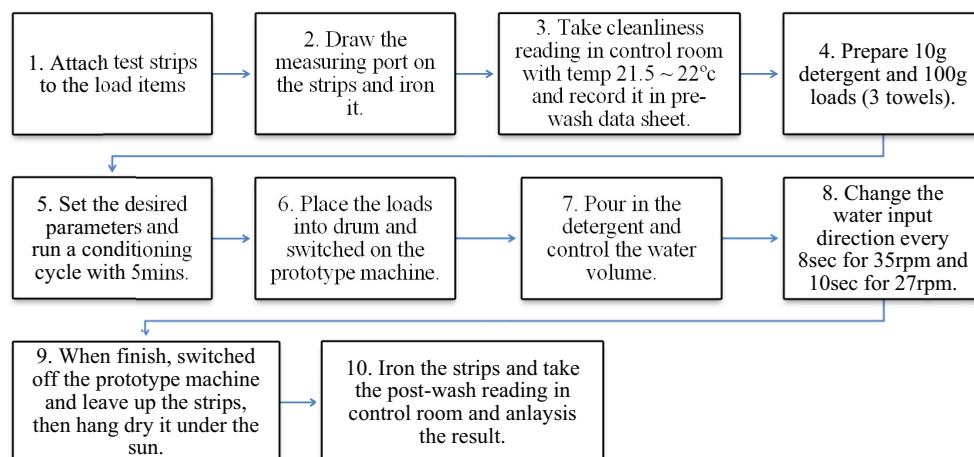 1. Attach test strips
to the load items
2. Draw the
measuring port on
the strips and iron
it.
3. Take cleanliness
reading in control room
with temp 21.5 ~ 22°c
and record it in pre-
wash data sheet.
4. Prepare 10g
detergent and 100g
loads (3 towels).
5. Set the desired
parameters and
run a conditioning
cycle with 5mins.
6. Place the loads
into drum and
switched on the
prototype machine.
7. Pour in the
detergent and
control the water
volume.
8. Change the
water input
direction every
8sec for 35rpm and
10sec for 27rpm.
9. When finish, switched
off the prototype machine
and leave up the strips,
then hang dry it under the
sun.
10. Iron the strips and take
the post-wash reading in
control room and anlaysis
the result.